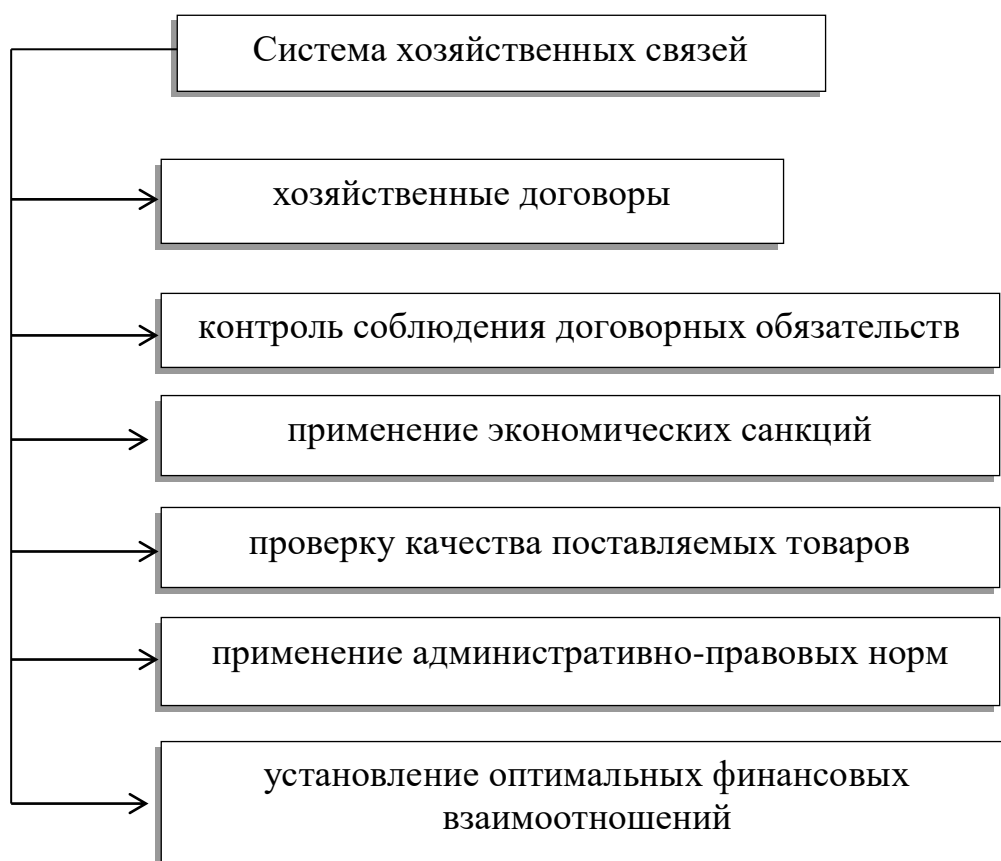 Система хозяйственных связей
хозяйственные договоры
контроль соблюдения договорных обязательств
применение экономических санкций
проверку качества поставляемых товаров
применение административно-правовых норм
установление оптимальных финансовых
взаимоотношений